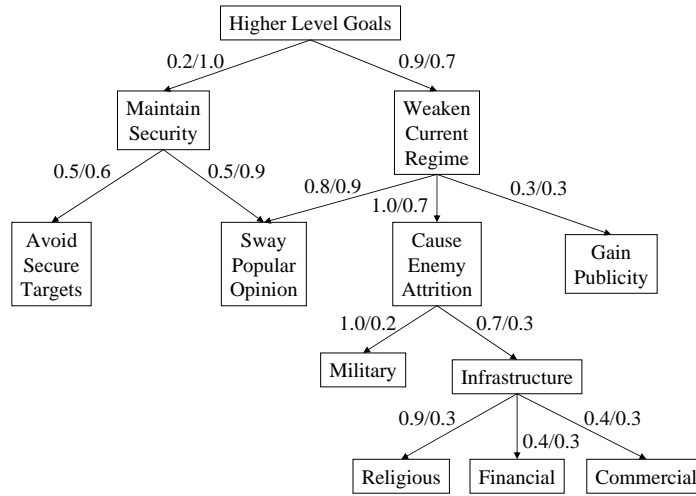 Higher Level Goals
0.2/1.0
0.9/0.7
Maintain
Security
Weaken
Current
Regime
0.5/0.6
0.5/0.9
0.8/0.9
1.0/0.7
0.3/0.3
Avoid
Secure
Targets
Sway
Popular
Opinion
Cause
Enemy
Attrition
Gain
Publicity
1.0/0.2
0.7/0.3
Military
Infrastructure
0.9/0.3
0.4/0.3
0.4/0.3
Religious
Financial
Commercial